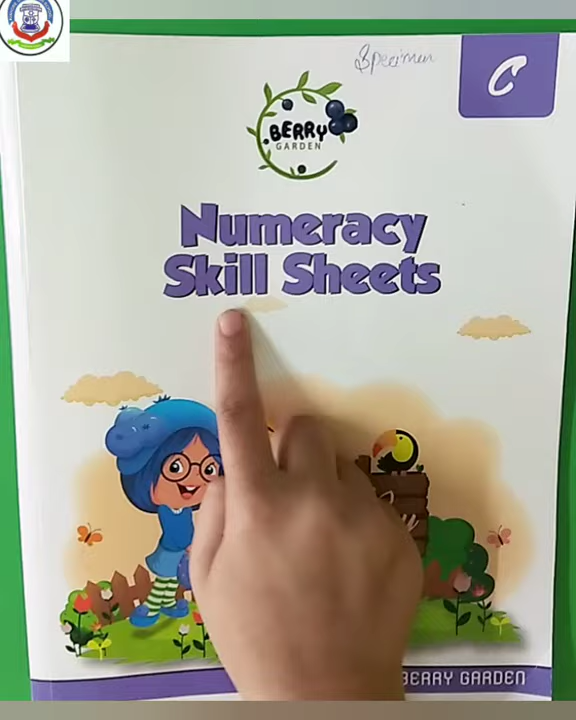 Specimen
C
BERRY
GARDEN
Numeracy
Skill Sheets
BERRY GARDEN